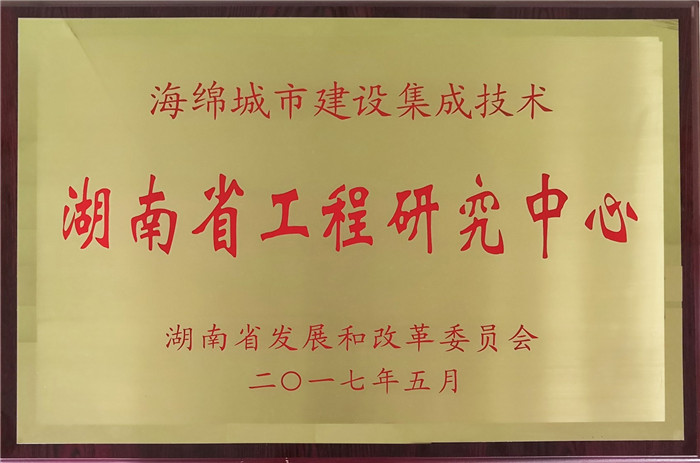 海绵城市建设集成技术
湖南省工程研究中心
湖南省发展和改革委员会
二〇一七年五月